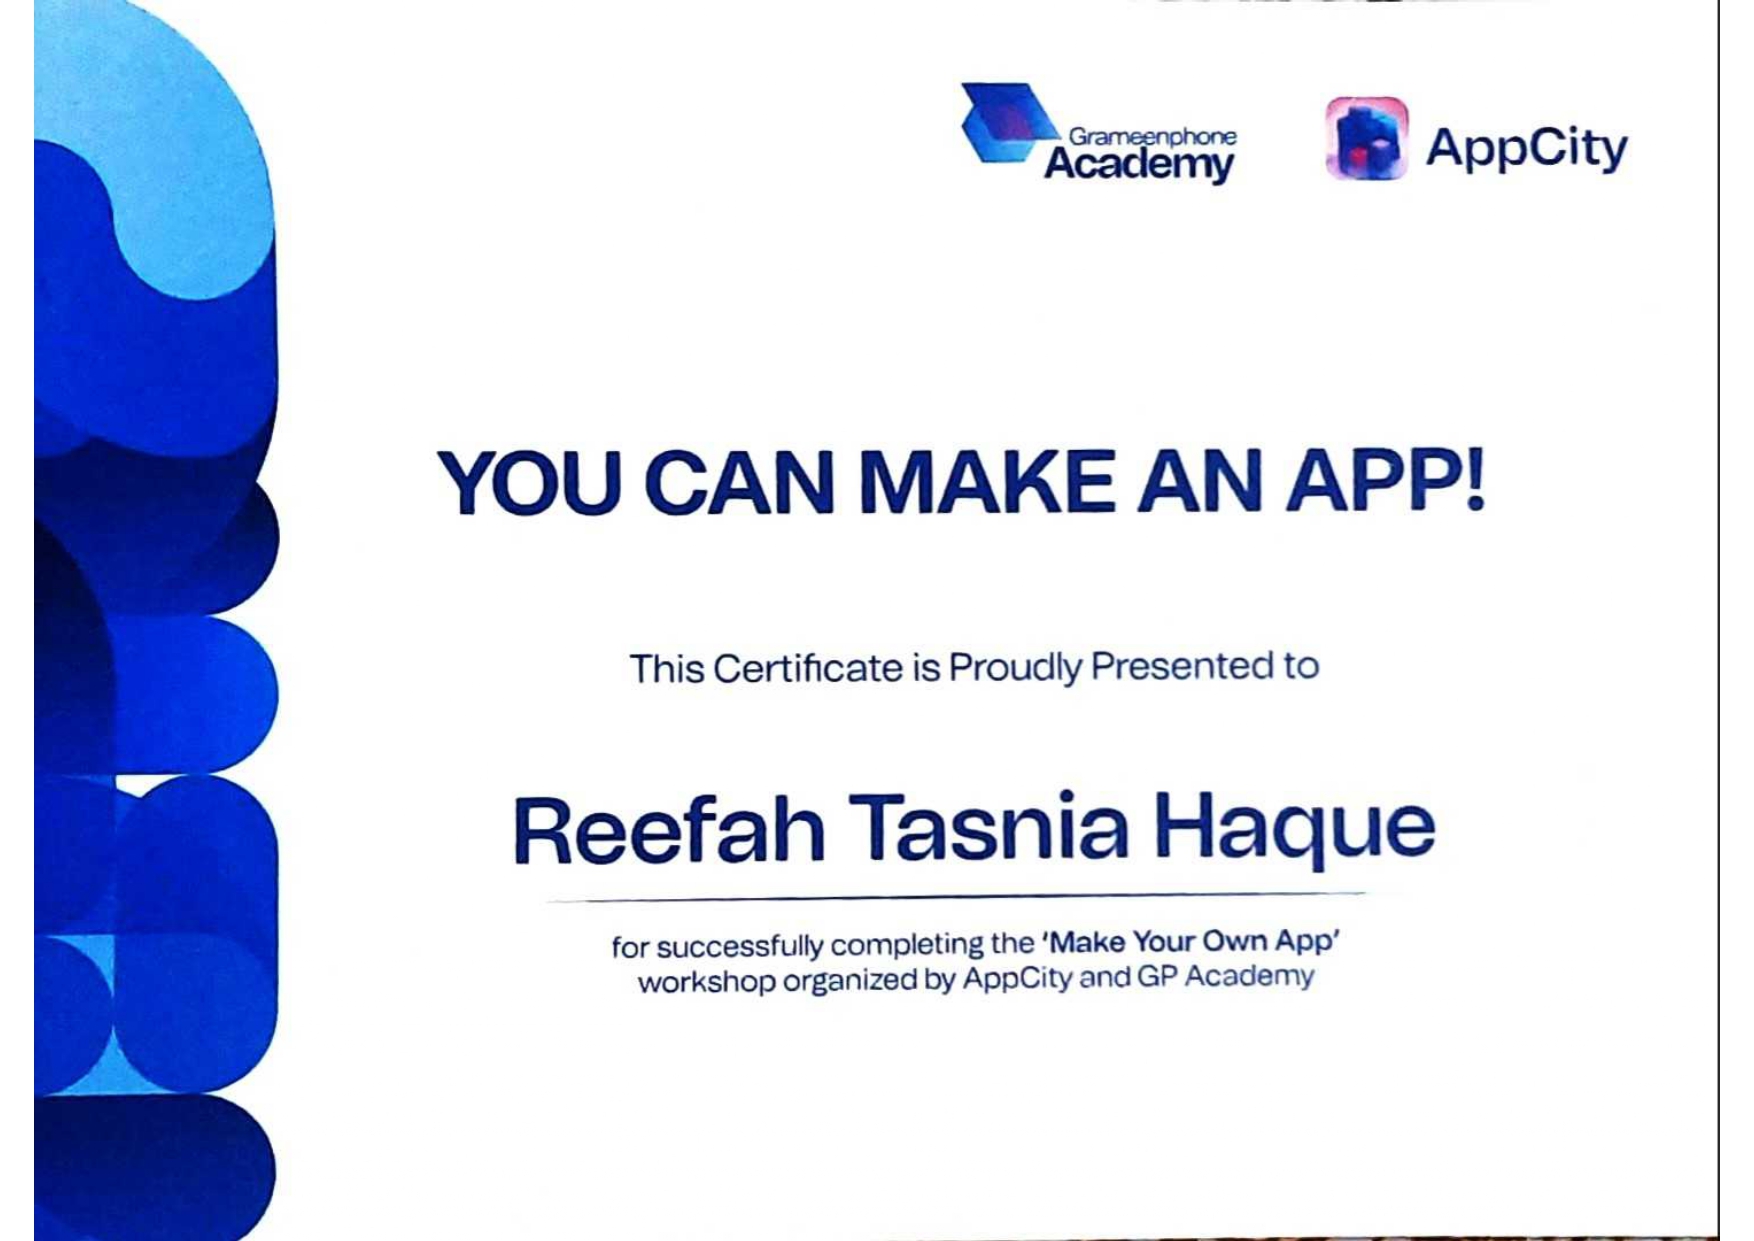 Grameenphone
Academy
AppCity
YOU CAN MAKE AN APP!
This Certificate is Proudly Presented to
Reefah Tasnia Haque
for successfully completing the 'Make Your Own App'
workshop organized by AppCity and GP Academy